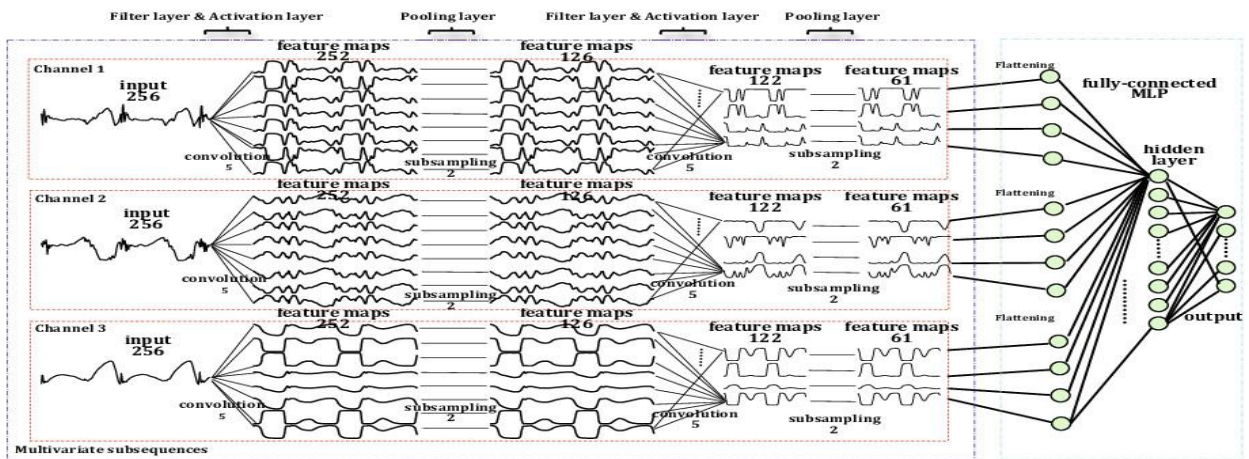 Filter layer & Activation layer
Pooling layer
Filter layer & Activation layer
Pooling layer
Channel 1
input
256
convolution
5
feature maps
252
subsampling
2
feature maps
126
convolution
5
feature maps
122
subsampling
2
feature maps
61
Flattening
Channel 2
input
256
convolution
5
feature maps
252
subsampling
2
feature maps
126
convolution
5
feature maps
122
subsampling
2
feature maps
61
Flattening
Channel 3
input
256
convolution
5
feature maps
252
subsampling
2
feature maps
126
convolution
5
feature maps
122
subsampling
2
feature maps
61
Flattening
fully-connected
MLP
hidden
layer
output
Multivariate subsequences